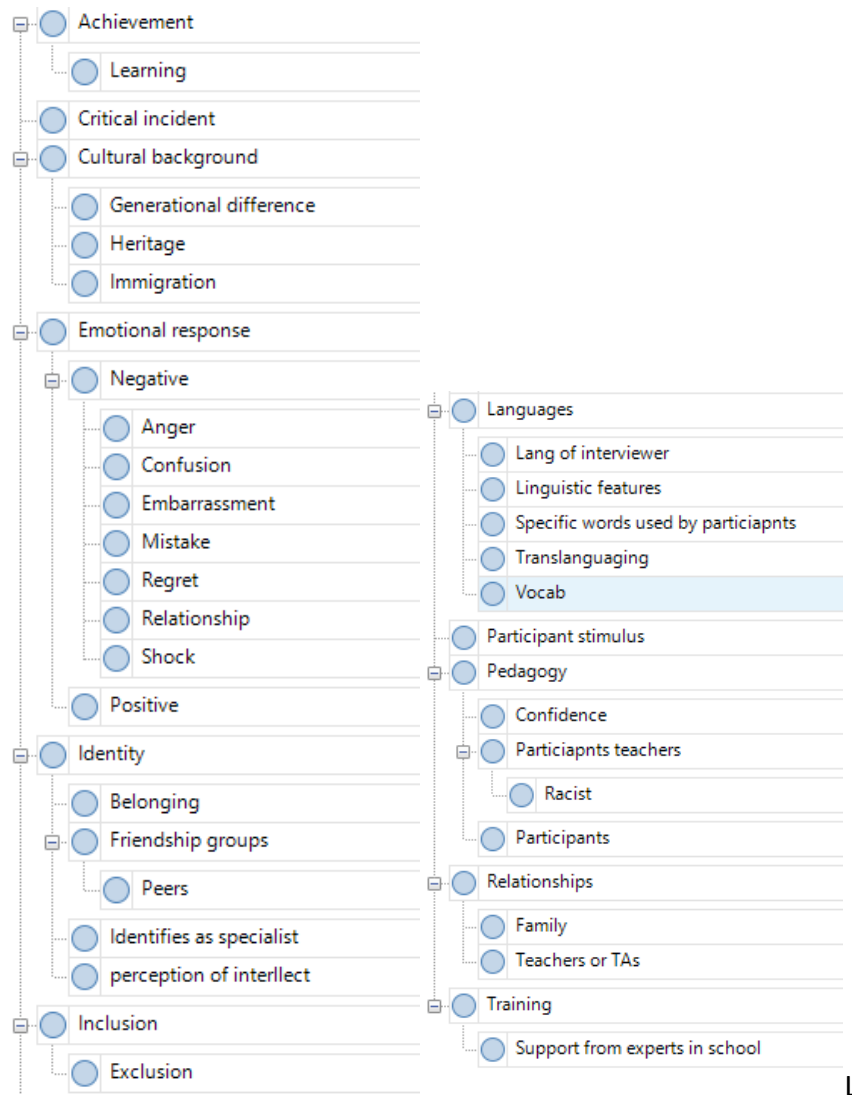 Achievement
Learning
Critical incident
Cultural background
Generational difference
Heritage
Immigration
Emotional response
Negative
Anger
Confusion
Embarrassment
Mistake
Regret
Relationship
Shock
Positive
Identity
Belonging
Friendship groups
Peers
Identifies as specialist
perception of interllect
Inclusion
Exclusion
Languages
Lang of interviewer
Linguistic features
Specific words used by particiapnts
Translanguaging
Vocab
Participant stimulus
Pedagogy
Confidence
Particiapnts teachers
Racist
Participants
Relationships
Family
Teachers or TAs
Training
Support from experts in school
L